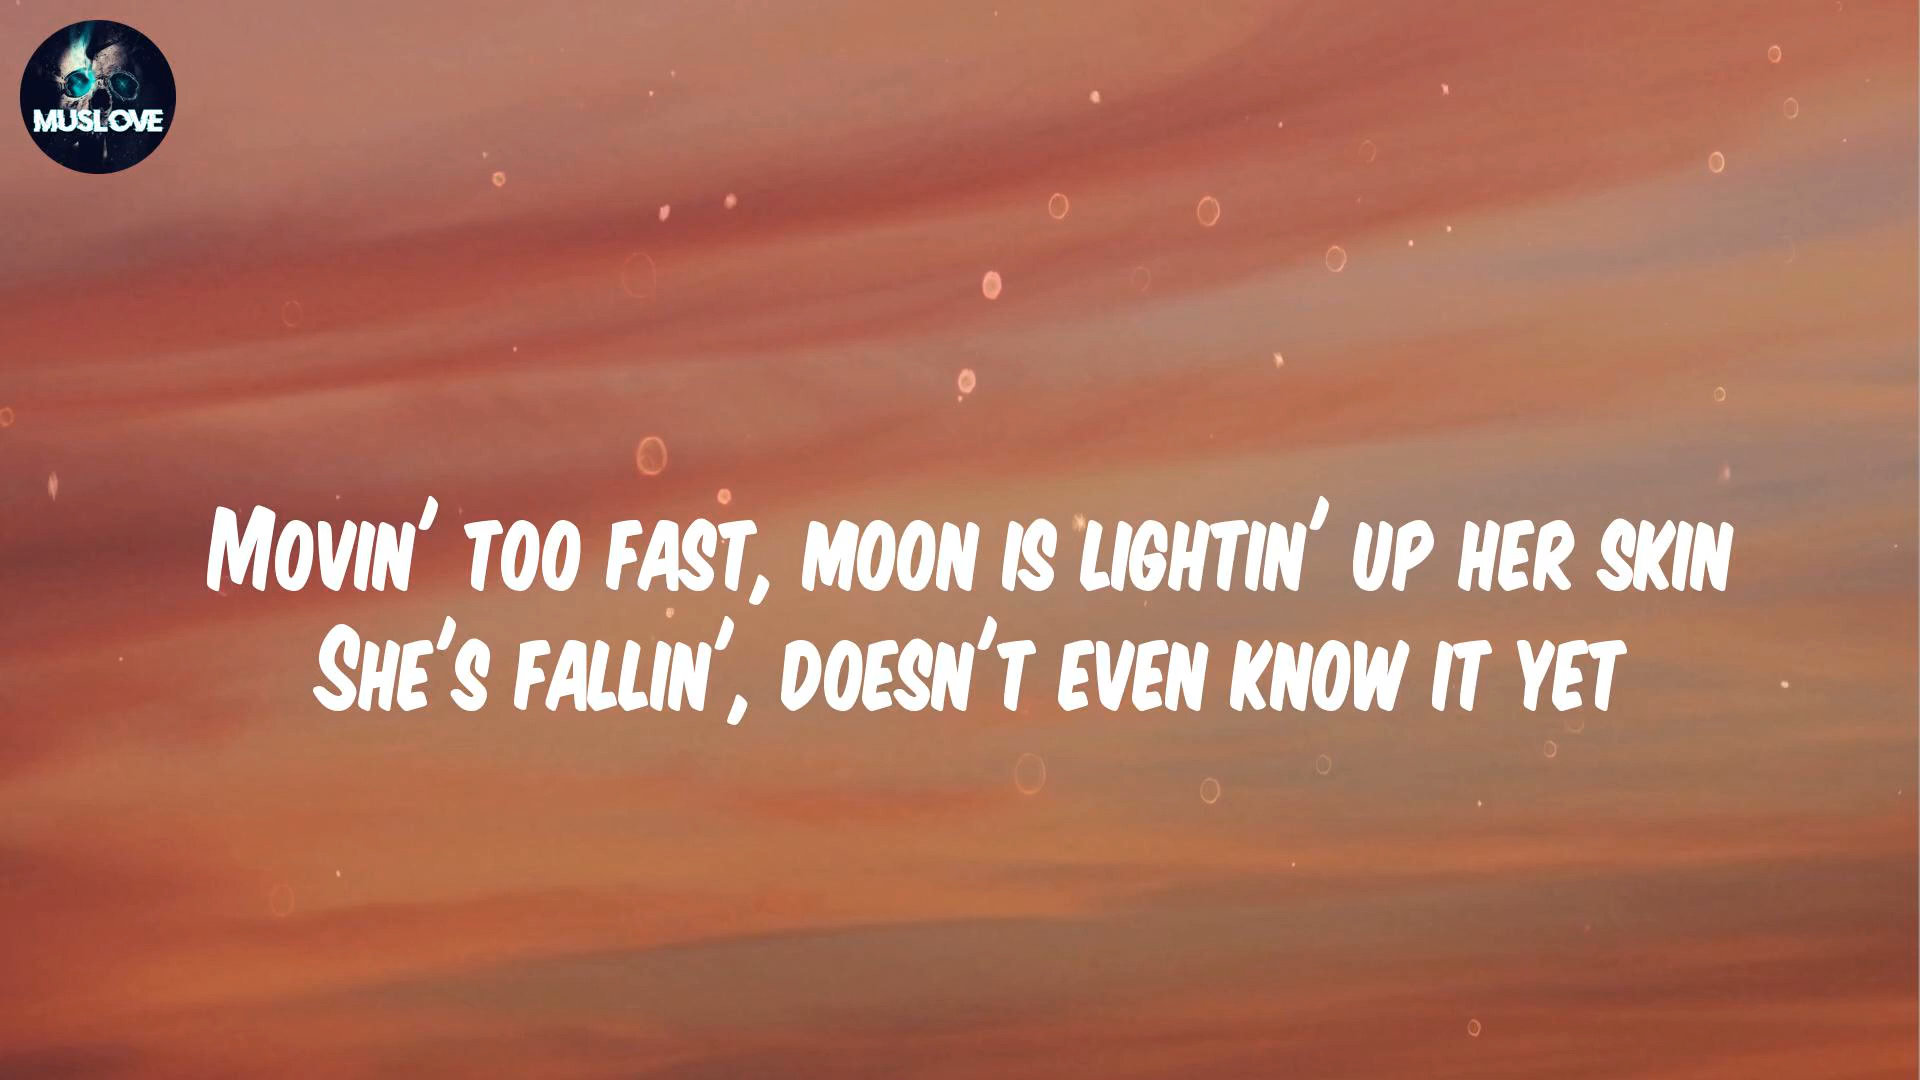 MUSLOVE
Movin' too fast, moon is lightin' up her skin
She's fallin', doesn't even know it yet